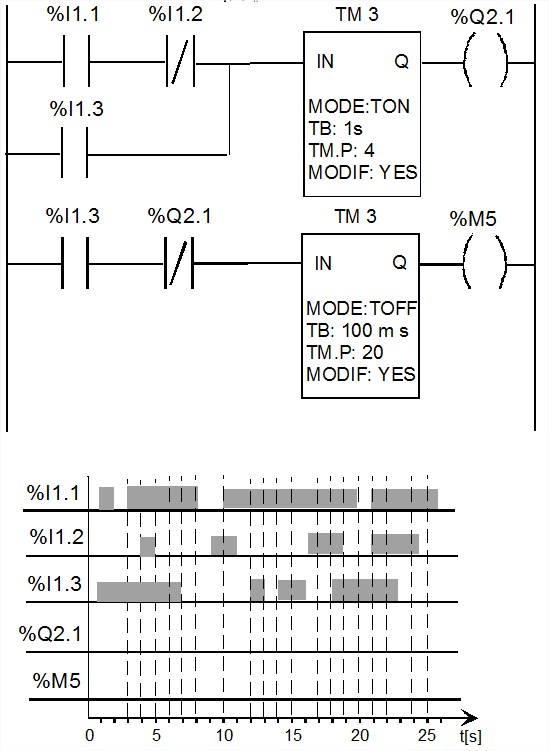 %I1.1 %I1.2 TM 3 %Q2.1
IN Q
%I1.3
MODE:TON
TB: 1s
TM.P: 4
MODIF: YES
%I1.3 %Q2.1 TM 3 %M5
IN Q
MODE:TOFF
TB: 100 m s
TM.P: 20
MODIF: YES
%I1.1
%I1.2
%I1.3
%Q2.1
%M5
0 5 10 15 20 25 t[s]